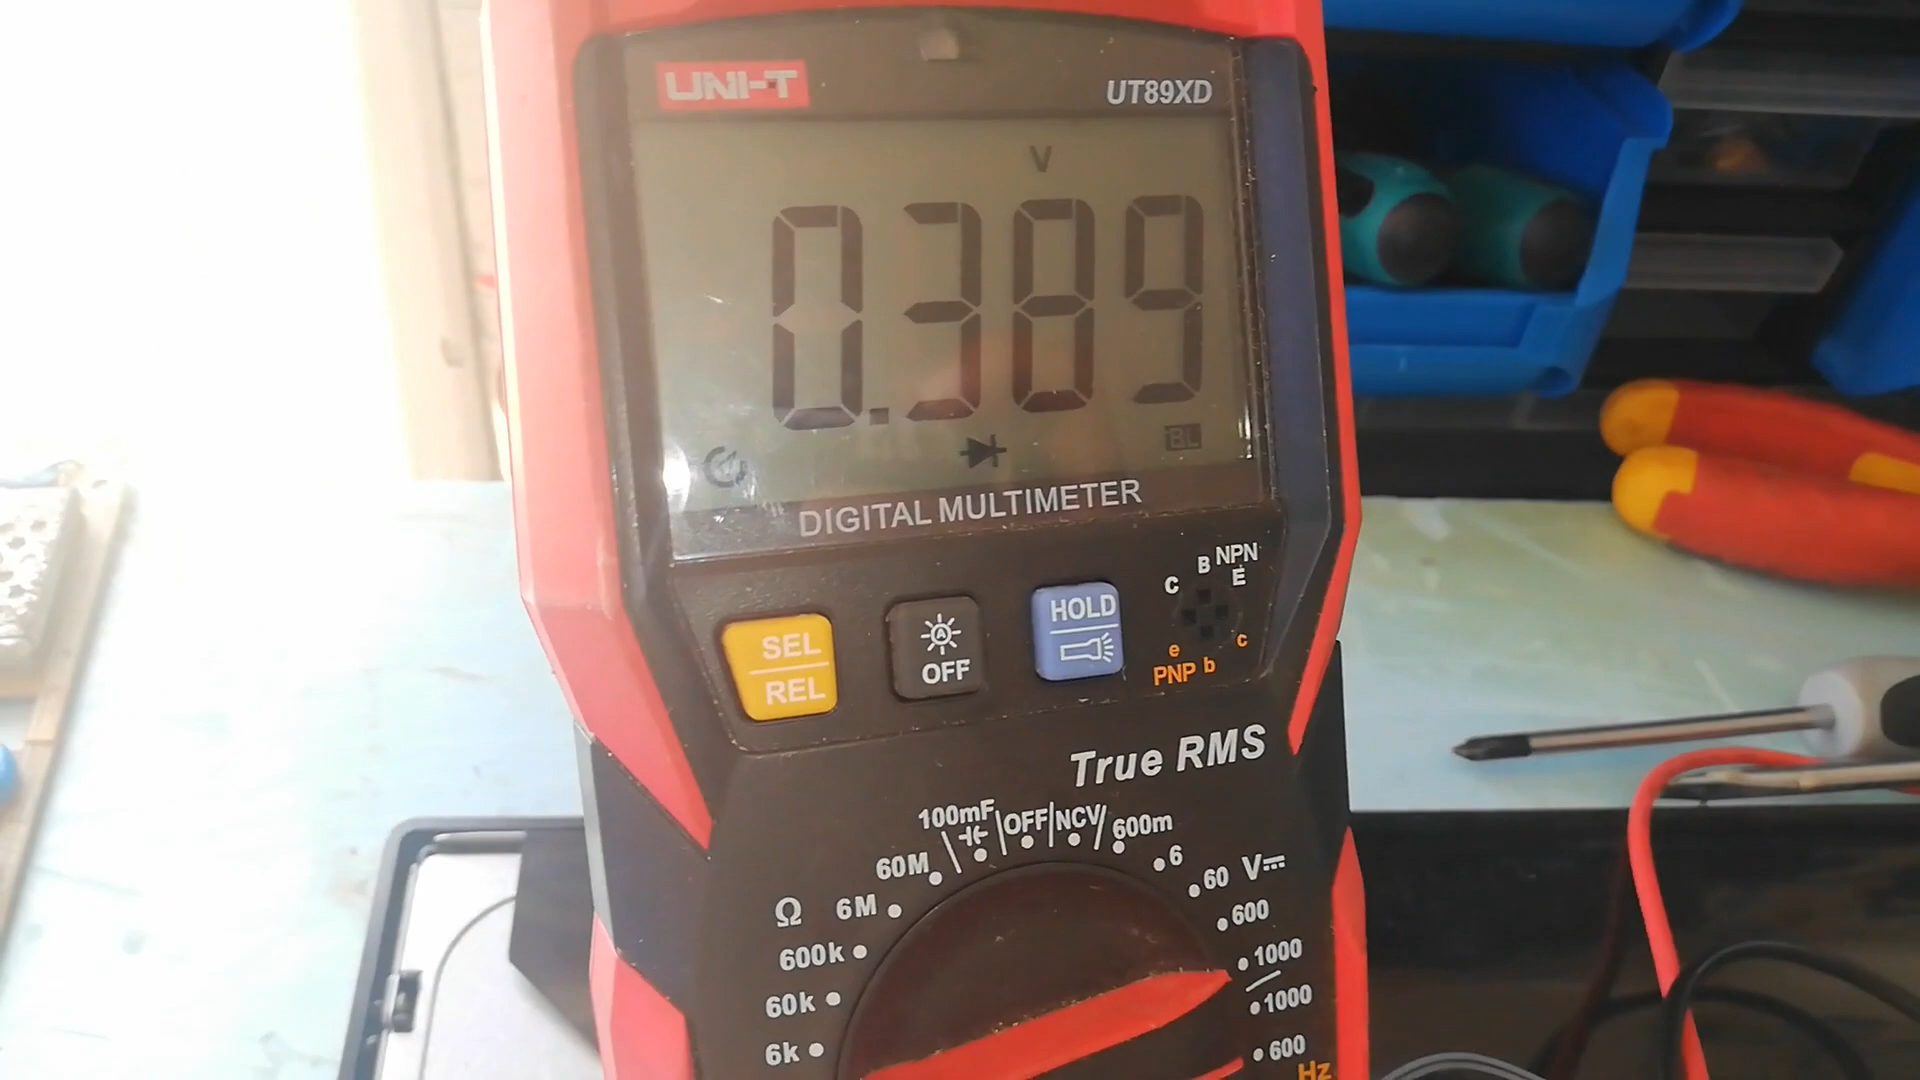 UNI-T
UT89XD
V
0.389
BL
DIGITAL MULTIMETER
SEL
REL
A
OFF
HOLD
B NPN
C E
e c
PNP b
True RMS
100mF OFF NCV 600m
60M 6
Ω 6M 60 V
600k 600
60k 1000
1000
6k 600
Hz